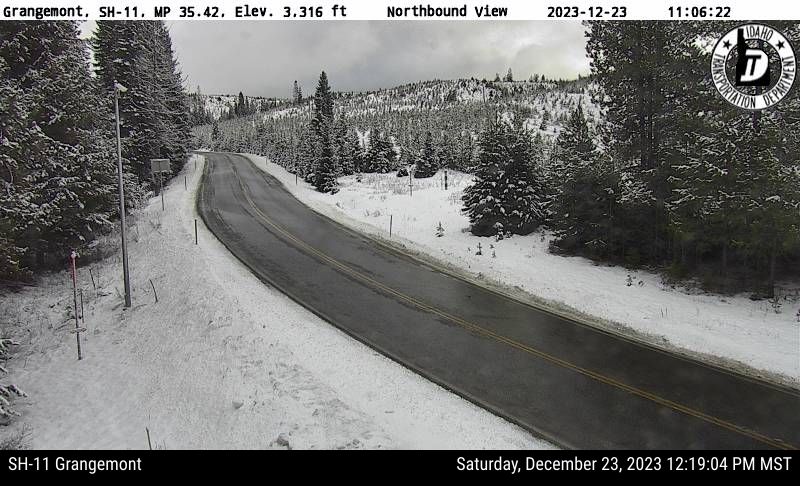 Grangemont, SH-11, MP 35.42, Elev. 3,316 ft Northbound View 2023-12-23 11:06:22
IDAHO
TRANSPORTATION DEPARTMENT
SH-11 Grangemont Saturday, December 23, 2023 12:19:04 PM MST